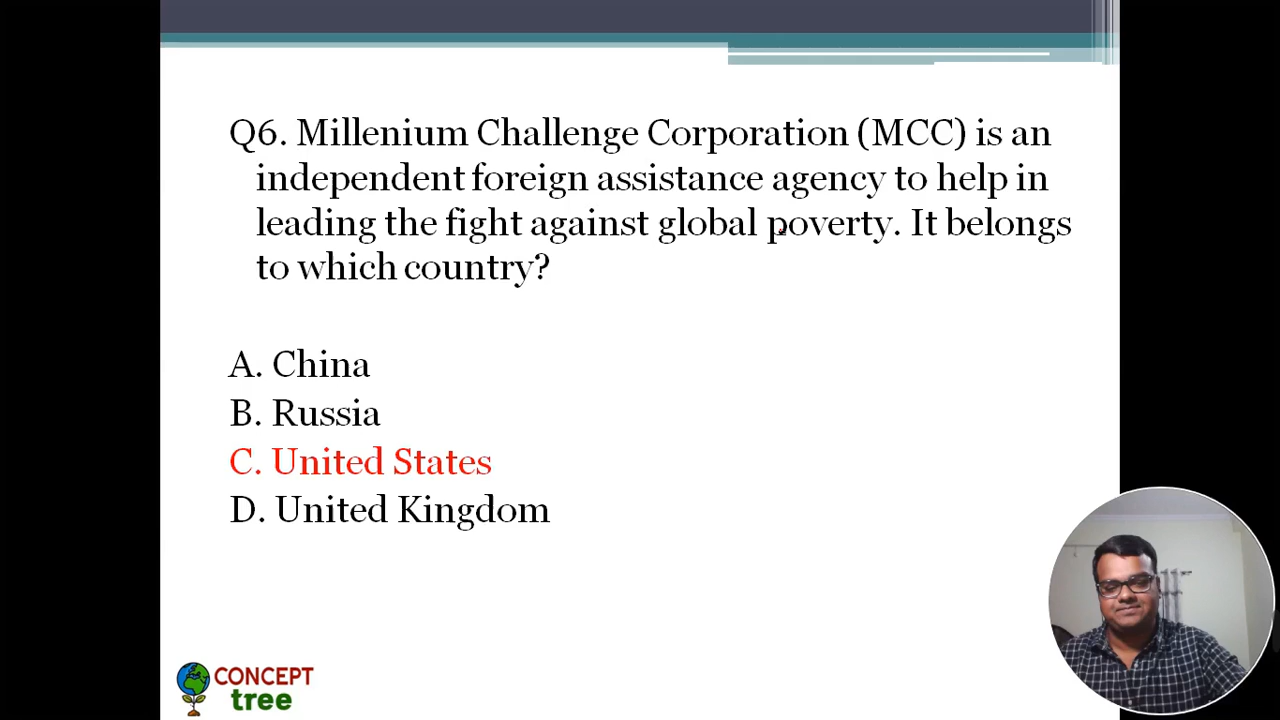 Q6. Millenium Challenge Corporation (MCC) is an
independent foreign assistance agency to help in
leading the fight against global poverty. It belongs
to which country?
A. China
B. Russia
C. United States
D. United Kingdom
CONCEPT
tree